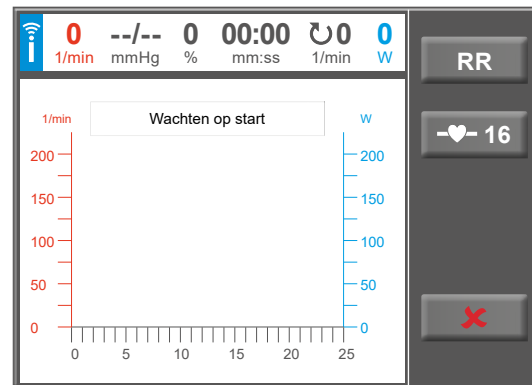 0 --/-- 0 00:00 0 0
1/min mmHg % mm:ss 1/min W
RR
1/min Wachten op start W
16
200 200
150 150
100 100
50 50
0 0
0 5 10 15 20 25